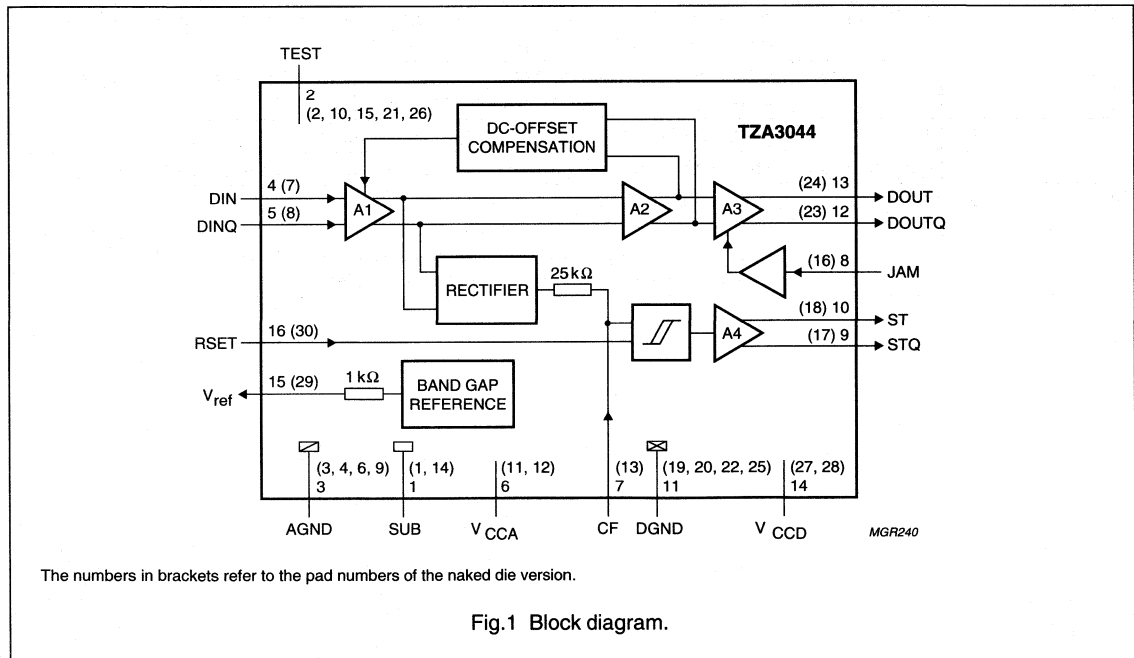 TEST
2
(2, 10, 15, 21, 26)
TZA3044
DC-OFFSET
COMPENSATION
DIN
4 (7)
A1
A2
A3
(24) 13
DOUT
DINQ
5 (8)
(23) 12
DOUTQ
RECTIFIER
25 kΩ
(16) 8
JAM
(18) 10
ST
A4
(17) 9
STQ
RSET
16 (30)
Vref
15 (29)
1 kΩ
BAND GAP
REFERENCE
(3, 4, 6, 9)
3
(1, 14)
1
(11, 12)
6
(13)
7
(19, 20, 22, 25)
11
(27, 28)
14
AGND
SUB
V CCA
CF
DGND
V CCD
MGR240
The numbers in brackets refer to the pad numbers of the naked die version.
Fig.1 Block diagram.